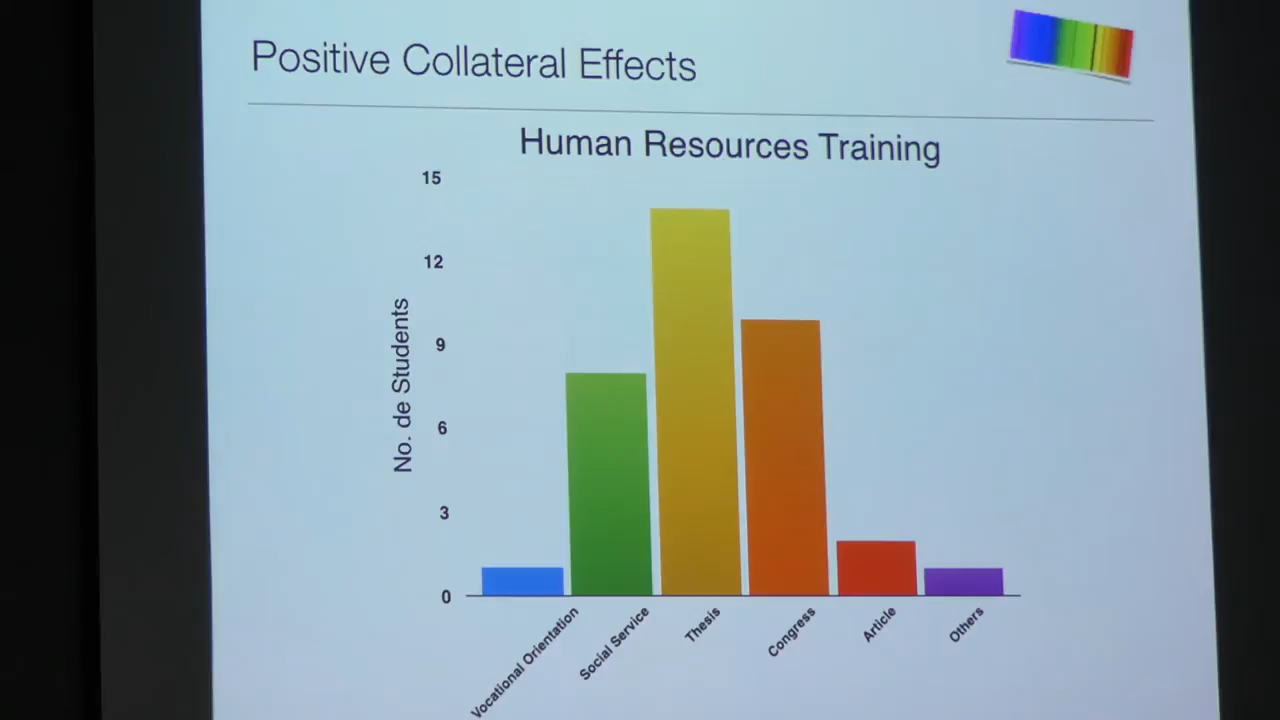 Positive Collateral Effects
Human Resources Training
15
12
9
6
3
0
No. de Students
Vocational Orientation
Social Service
Thesis
Congress
Article
Others